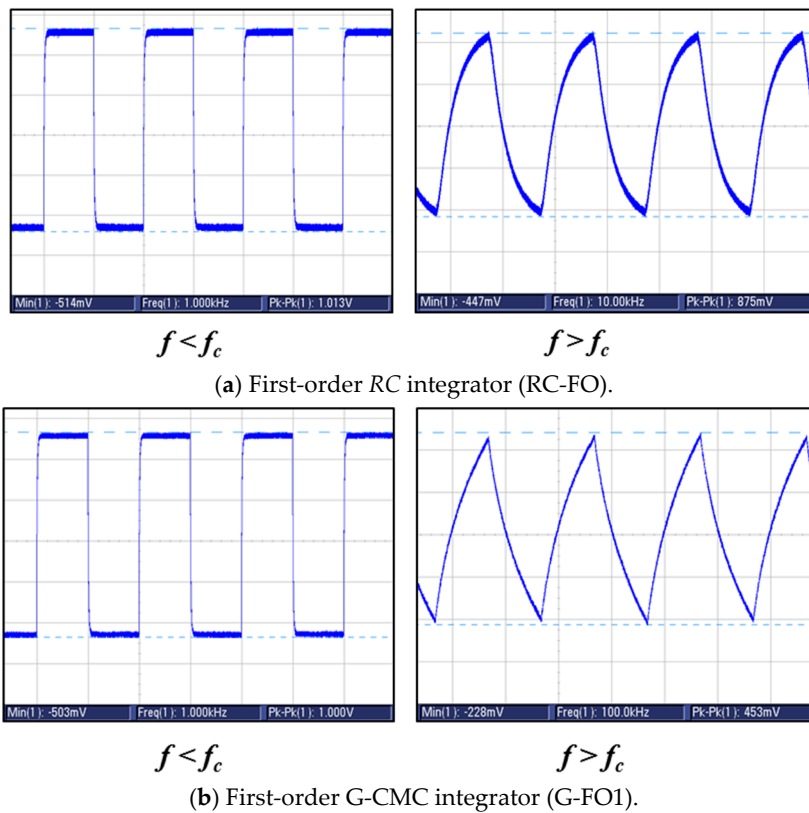 Min(1): -514mV Freq(1): 1.000kHz Pk-Pk(1): 1.013V Min(1): -447mV Freq(1): 10.00kHz Pk-Pk(1): 875mV
f < fc f > fc
(a) First-order RC integrator (RC-FO).
Min(1): -503mV Freq(1): 1.000kHz Pk-Pk(1): 1.000V Min(1): -228mV Freq(1): 100.0kHz Pk-Pk(1): 453mV
f < fc f > fc
(b) First-order G-CMC integrator (G-FO1).